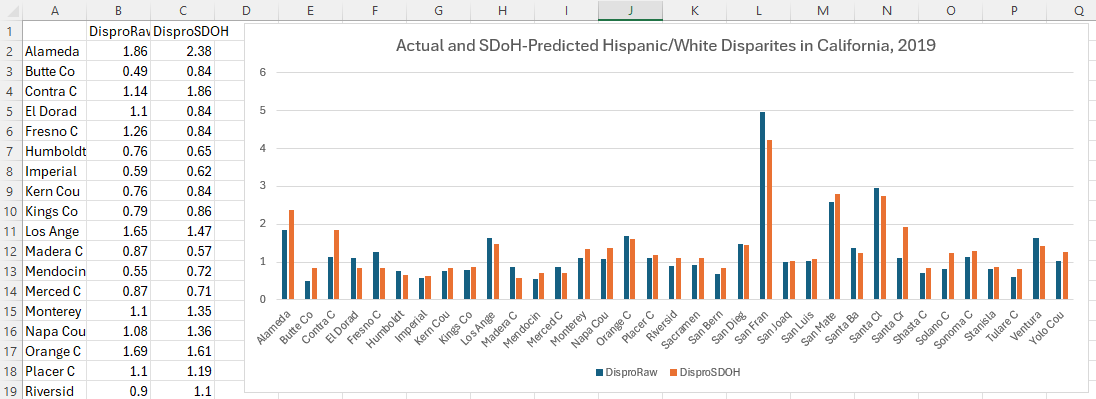 A B C D E F G H I J K L M N O P Q
1 DisproRaw DisproSDOH
2 Alameda 1.86 2.38
3 Butte Co 0.49 0.84
4 Contra C 1.14 1.86
5 El Dorad 1.1 0.84
6 Fresno C 1.26 0.84
7 Humboldt 0.76 0.65
8 Imperial 0.59 0.62
9 Kern Cou 0.76 0.84
10 Kings Co 0.79 0.86
11 Los Ange 1.65 1.47
12 Madera C 0.87 0.57
13 Mendocin 0.55 0.72
14 Merced C 0.87 0.71
15 Monterey 1.1 1.35
16 Napa Cou 1.08 1.36
17 Orange C 1.69 1.61
18 Placer C 1.1 1.19
19 Riversid 0.9 1.1
Actual and SDoH-Predicted Hispanic/White Disparites in California, 2019
6
5
4
3
2
1
0
Alameda Butte Co Contra C El Dorad Fresno C Humboldt Imperial Kern Cou Kings Co Los Ange Madera C Mendocin Merced C Monterey Napa Cou Orange C Placer C Riversid Sacramen San Bern San Dieg San Fran San Joaq San Luis San Mate Santa Ba Santa Cl Santa Cr Shasta C Solano C Sonoma C Stanisla Tulare C Ventura Yolo Cou
DisproRaw DisproSDOH